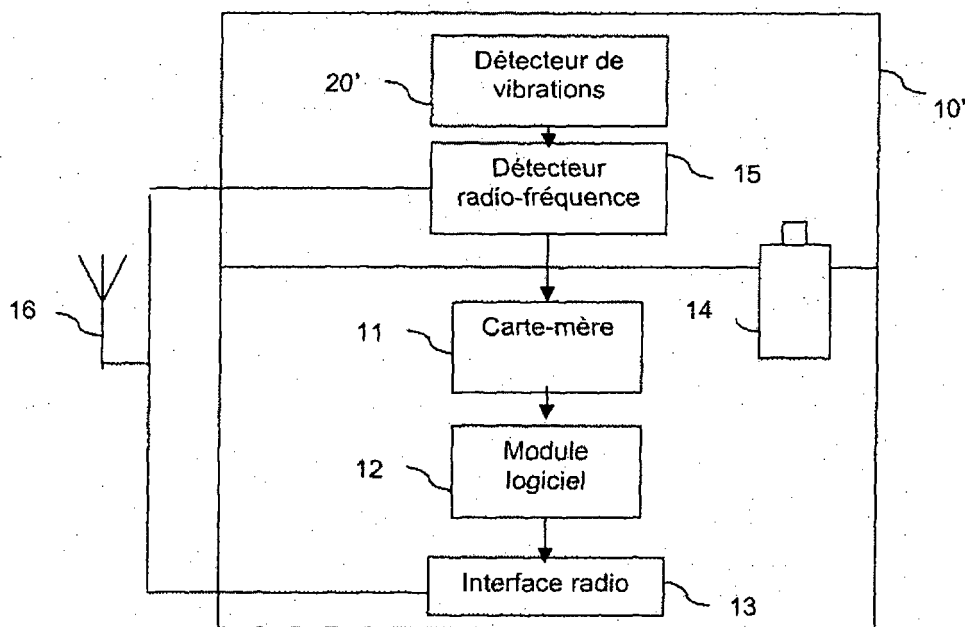 Détecteur de
vibrations
20'
10'
Détecteur
radio-fréquence
15
16
14
11
Carte-mère
12
Module
logiciel
Interface radio
13